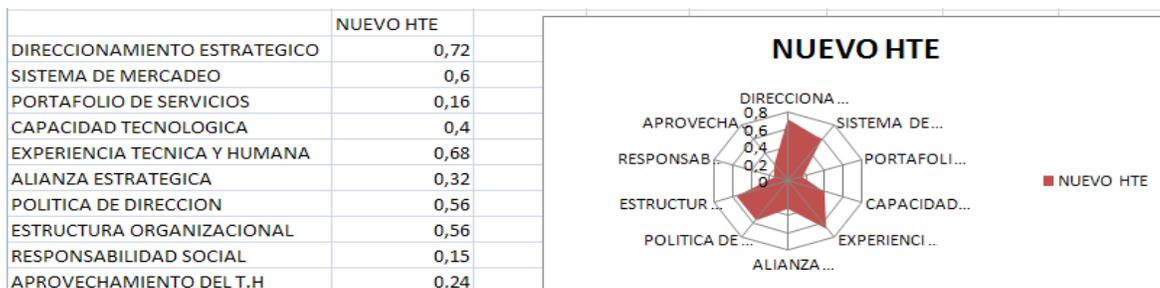 NUEVO HTE
DIRECCIONAMIENTO ESTRATEGICO 0,72
SISTEMA DE MERCADEO 0,6
PORTAFOLIO DE SERVICIOS 0,16
CAPACIDAD TECNOLOGICA 0,4
EXPERIENCIA TECNICA Y HUMANA 0,68
ALIANZA ESTRATEGICA 0,32
POLITICA DE DIRECCION 0,56
ESTRUCTURA ORGANIZACIONAL 0,56
RESPONSABILIDAD SOCIAL 0,15
APROVECHAMIENTO DEL T.H 0,24
NUEVO HTE
DIRECCIONA...
SISTEMA DE...
PORTAFOLI...
CAPACIDAD...
EXPERIENCI...
ALIANZA...
POLITICA DE...
ESTRUCTUR...
RESPONSAB...
APROVECHA...
0,8
0,6
0,4
0,2
0
NUEVO HTE